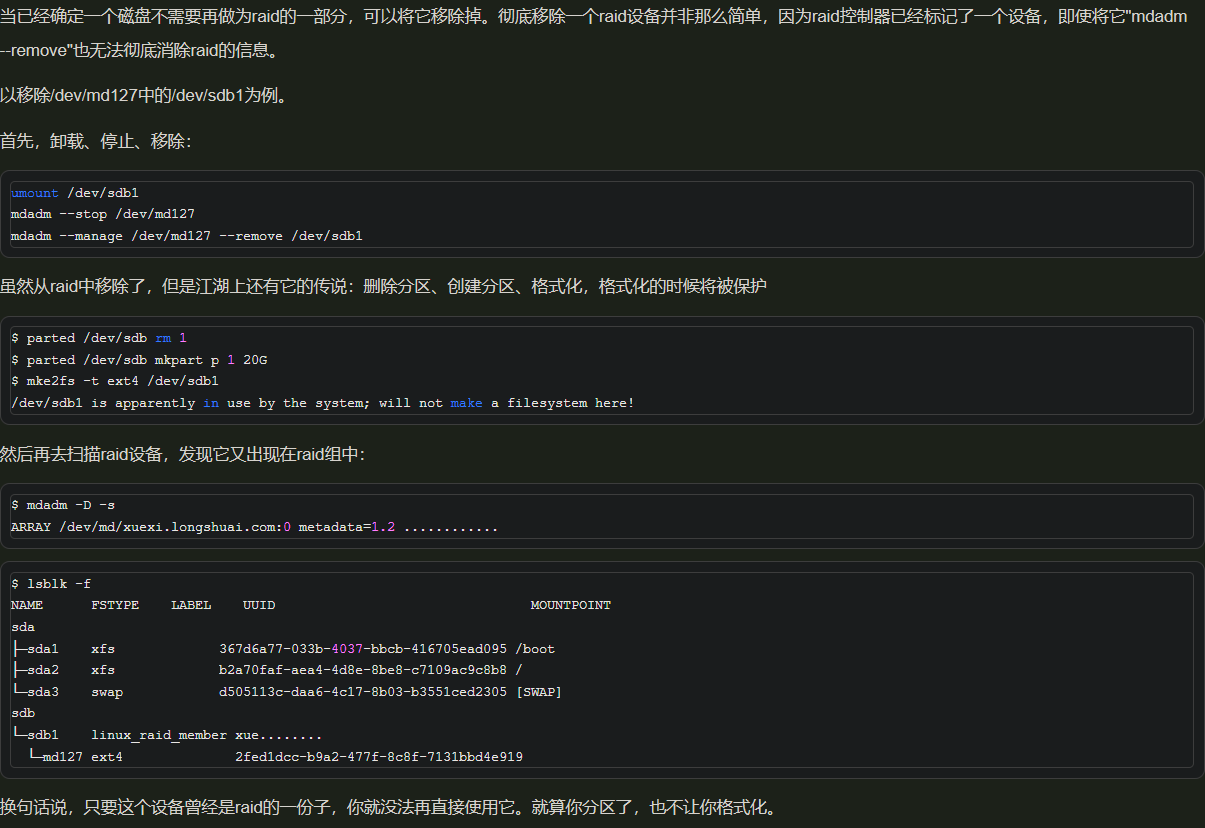 当已经确定一个磁盘不需要再做为raid的一部分，可以将它移除掉。彻底移除一个raid设备并非那么简单，因为raid控制器已经标记了一个设备，即使将它"mdadm
--remove"也无法彻底消除raid的信息。
以移除/dev/md127中的/dev/sdb1为例。
首先，卸载、停止、移除：
umount /dev/sdb1
mdadm --stop /dev/md127
mdadm --manage /dev/md127 --remove /dev/sdb1
虽然从raid中移除了，但是江湖上还有它的传说：删除分区、创建分区、格式化，格式化的时候将被保护
$ parted /dev/sdb rm 1
$ parted /dev/sdb mkpart p 1 20G
$ mke2fs -t ext4 /dev/sdb1
/dev/sdb1 is apparently in use by the system; will not make a filesystem here!
然后再去扫描raid设备，发现它又出现在raid组中：
$ mdadm -D -s
ARRAY /dev/md/xuexi.longshuai.com:0 metadata=1.2 ............
$ lsblk -f
NAME      FSTYPE    LABEL    UUID                                MOUNTPOINT
sda
├─sda1    xfs             367d6a77-033b-4037-bbcb-416705ead095 /boot
├─sda2    xfs             b2a70faf-aea4-4d8e-8be8-c7109ac9c8b8 /
└─sda3    swap            d505113c-daa6-4c17-8b03-b3551ced2305 [SWAP]
sdb
└─sdb1    linux_raid_member xue........
  └─md127 ext4              2fed1dcc-b9a2-477f-8c8f-7131bbd4e919
换句话说，只要这个设备曾经是raid的一份子，你就没法再直接使用它。就算你分区了，也不让你格式化。